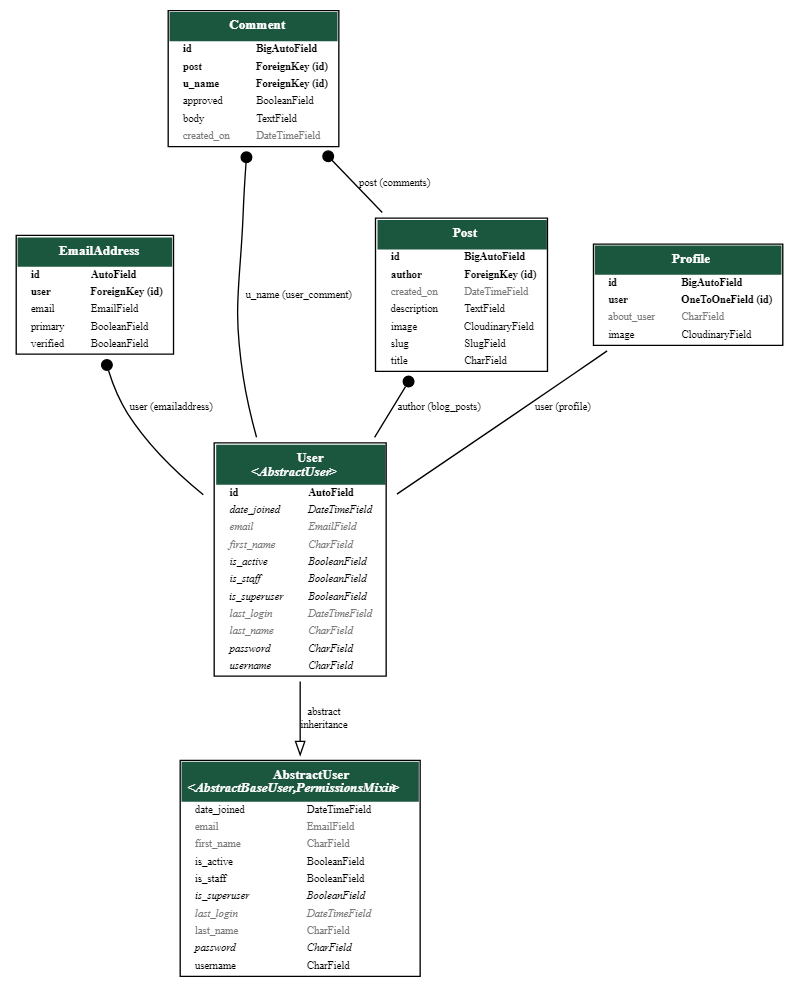 Comment
id BigAutoField
post ForeignKey (id)
u_name ForeignKey (id)
approved BooleanField
body TextField
created_on DateTimeField
post (comments)
u_name (user_comment)
EmailAddress
id AutoField
user ForeignKey (id)
email EmailField
primary BooleanField
verified BooleanField
Post
id BigAutoField
author ForeignKey (id)
created_on DateTimeField
description TextField
image CloudinaryField
slug SlugField
title CharField
Profile
id BigAutoField
user OneToOneField (id)
about_user CharField
image CloudinaryField
user (emailaddress)
author (blog_posts)
user (profile)
User
<AbstractUser>
id AutoField
date_joined DateTimeField
email EmailField
first_name CharField
is_active BooleanField
is_staff BooleanField
is_superuser BooleanField
last_login DateTimeField
last_name CharField
password CharField
username CharField
abstract
inheritance
AbstractUser
<AbstractBaseUser,PermissionsMixin>
date_joined DateTimeField
email EmailField
first_name CharField
is_active BooleanField
is_staff BooleanField
is_superuser BooleanField
last_login DateTimeField
last_name CharField
password CharField
username CharField